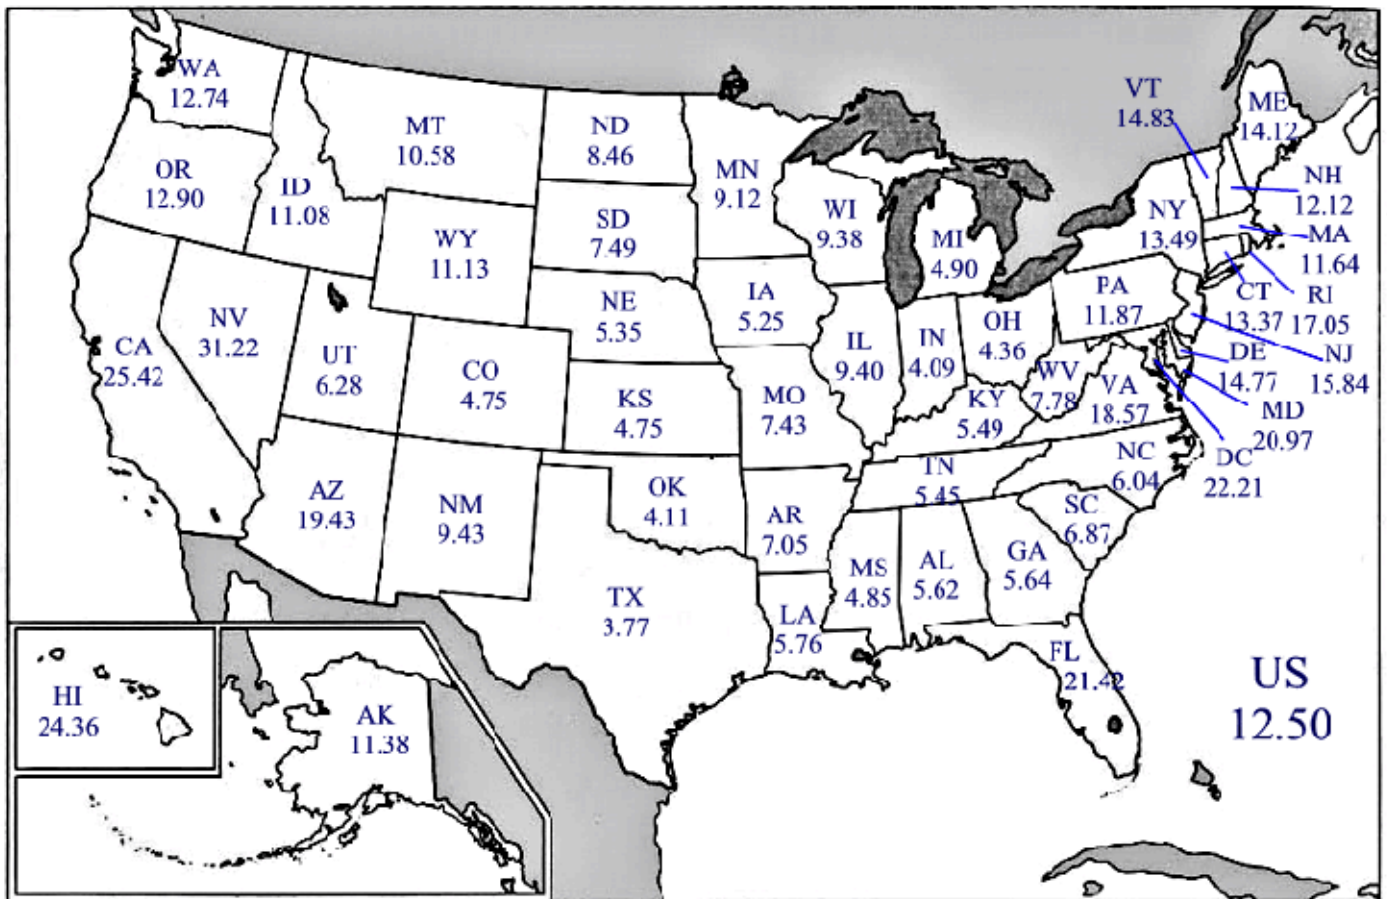 WA
12.74
OR
12.90
CA
25.42
ID
11.08
NV
31.22
MT
10.58
WY
11.13
UT
6.28
CO
4.75
AZ
19.43
NM
9.43
ND
8.46
SD
7.49
NE
5.35
KS
4.75
OK
4.11
TX
3.77
MN
9.12
IA
5.25
MO
7.43
AR
7.05
LA
5.76
WI
9.38
IL
9.40
MI
4.90
IN
4.09
OH
4.36
KY
5.49
TN
5.45
MS
4.85
AL
5.62
GA
5.64
FL
21.42
SC
6.87
NC
6.04
VA
18.57
WV
7.78
PA
11.87
NY
13.49
VT
14.83
ME
14.12
NH
12.12
MA
11.64
RI
17.05
CT
13.37
NJ
15.84
DE
14.77
MD
20.97
DC
22.21
HI
24.36
AK
11.38
US
12.50